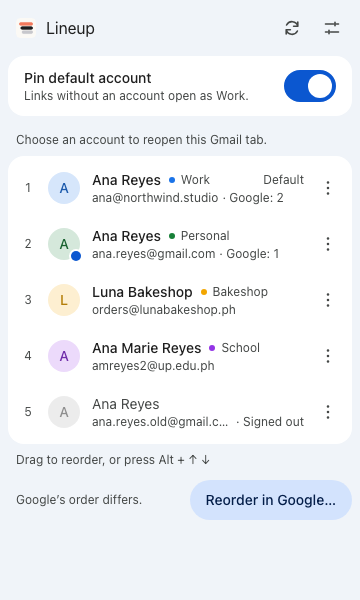 Lineup
Pin default account
Links without an account open as Work.
Choose an account to reopen this Gmail tab.
1 A Ana Reyes Work Default
ana@northwind.studio · Google: 2
2 A Ana Reyes Personal
ana.reyes@gmail.com · Google: 1
3 L Luna Bakeshop Bakeshop
orders@lunabakeshop.ph
4 A Ana Marie Reyes School
amreyes2@up.edu.ph
5 A Ana Reyes
ana.reyes.old@gmail.c... · Signed out
Drag to reorder, or press Alt + ↑ ↓
Google’s order differs.
Reorder in Google...